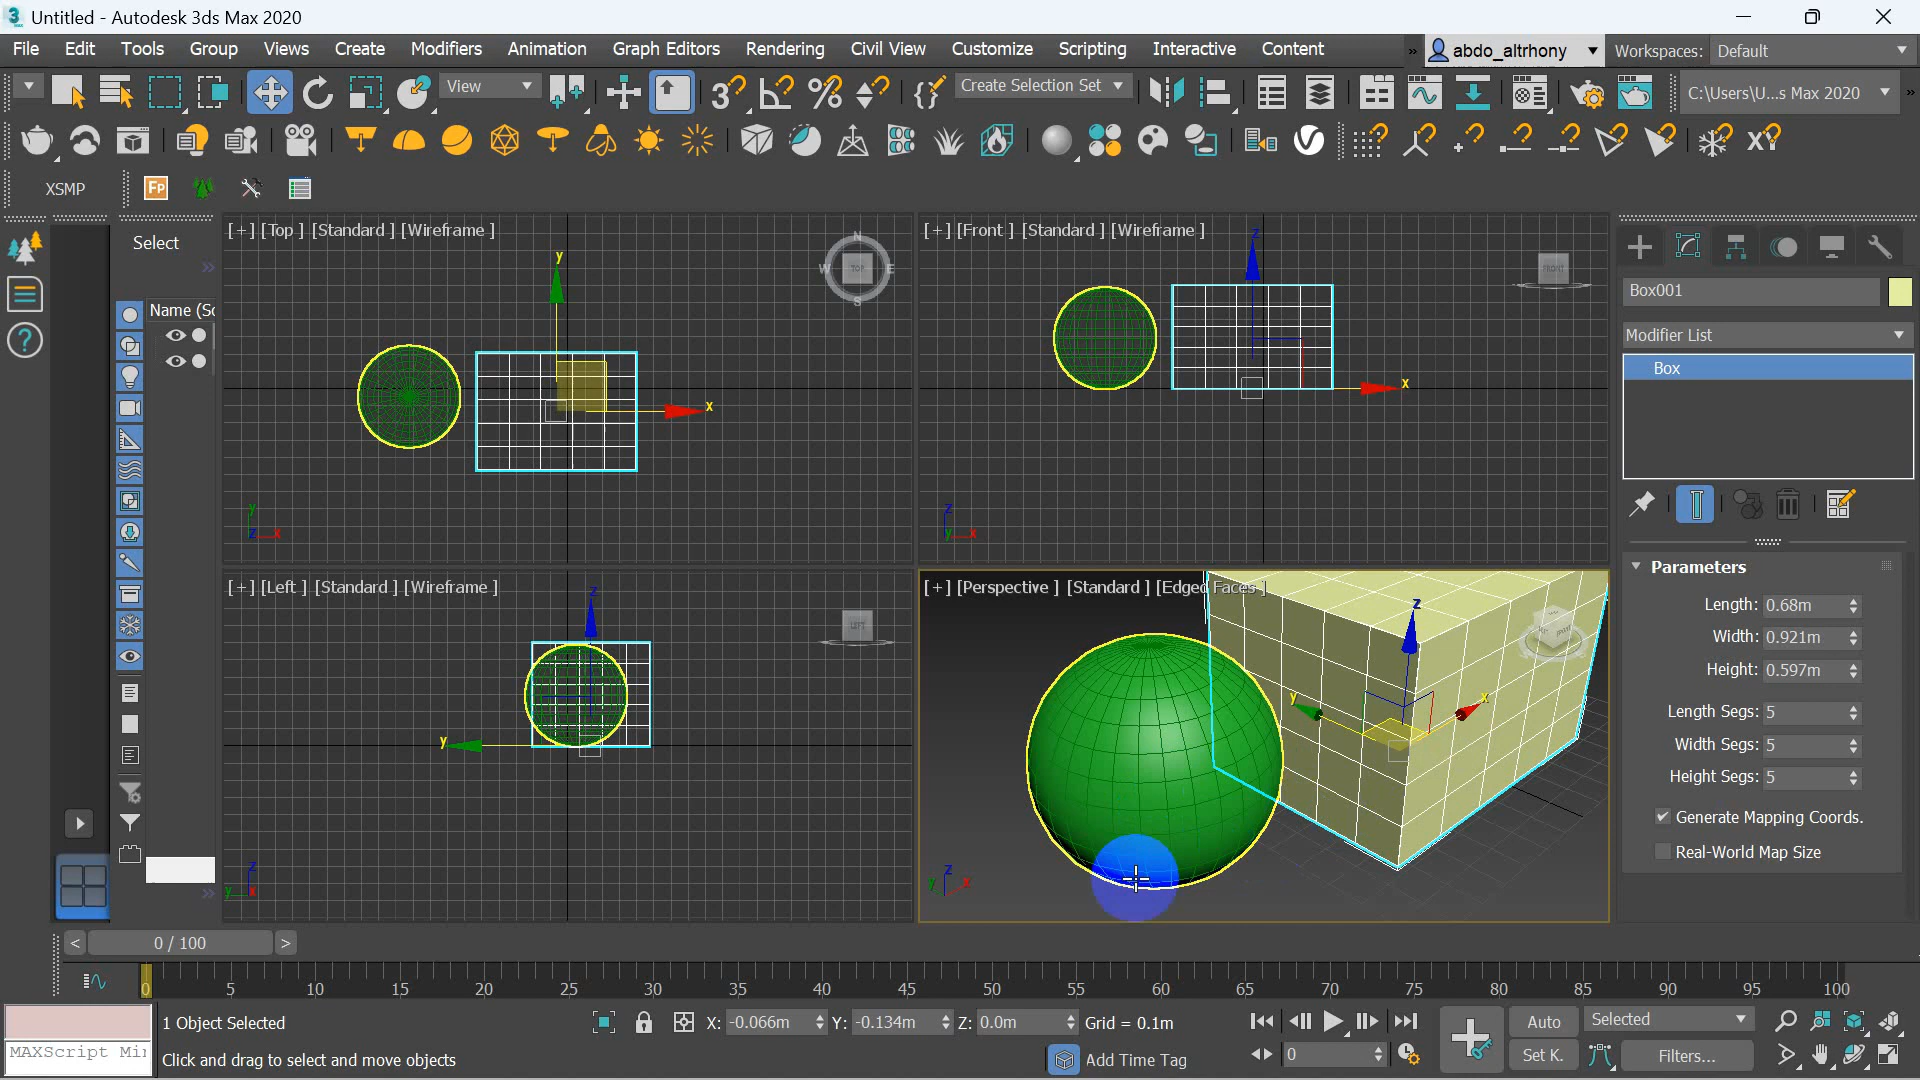 Untitled - Autodesk 3ds Max 2020
File Edit Tools Group Views Create Modifiers Animation Graph Editors Rendering Civil View Customize Scripting Interactive Content
abdo_altrhony Workspaces: Default
View Create Selection Set C:\Users\U...s Max 2020
XSMP Fp
Select
Name (Sc
[+] [Top ] [Standard ] [Wireframe ]
N
W TOP E
S
y
x
y
z x
[+] [Front ] [Standard ] [Wireframe ]
FRONT
z
x
z
y x
[+] [Left ] [Standard ] [Wireframe ]
LEFT
z
y
z
y x
[+] [Perspective ] [Standard ] [Edged Faces ]
z
y x
z
y x
Box001
Modifier List
Box
Parameters
Length: 0.68m
Width: 0.921m
Height: 0.597m
Length Segs: 5
Width Segs: 5
Height Segs: 5
Generate Mapping Coords.
Real-World Map Size
< 0 / 100 >
0 5 10 15 20 25 30 35 40 45 50 55 60 65 70 75 80 85 90 95 100
1 Object Selected X: -0.066m Y: -0.134m Z: 0.0m Grid = 0.1m Auto Selected
MAXScript Mi
Click and drag to select and move objects Add Time Tag 0 Set K. Filters...